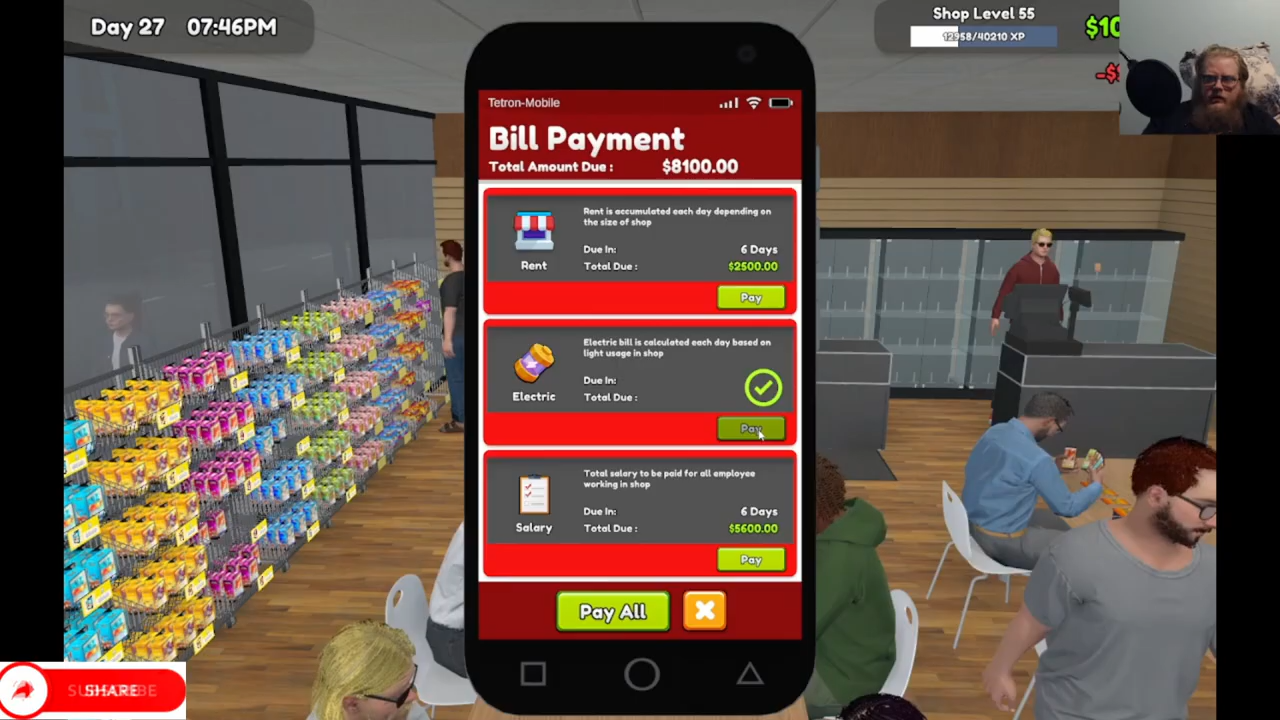 Day 27 07:46PM
Shop Level 55
12958/40210 XP
$10
-$
Tetron-Mobile
Bill Payment
Total Amount Due : $8100.00
Rent is accumulated each day depending on
the size of shop
Due In: 6 Days
Total Due : $2500.00
Rent
Pay
Electric bill is calculated each day based on
light usage in shop
Due In:
Total Due :
Electric
Pay
Total salary to be paid for all employee
working in shop
Due In: 6 Days
Total Due : $5600.00
Salary
Pay
Pay All
SHARE